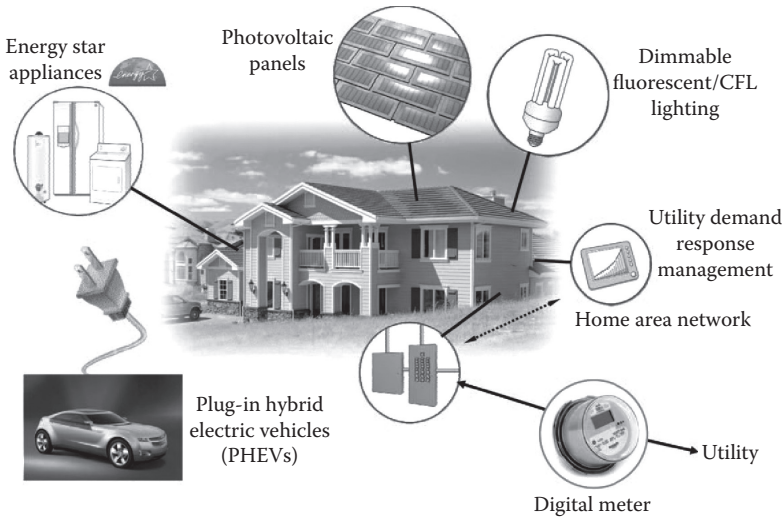 Energy star
appliances
Photovoltaic
panels
Dimmable
fluorescent/CFL
lighting
Utility demand
response
management
Home area network
Plug-in hybrid
electric vehicles
(PHEVs)
Utility
Digital meter